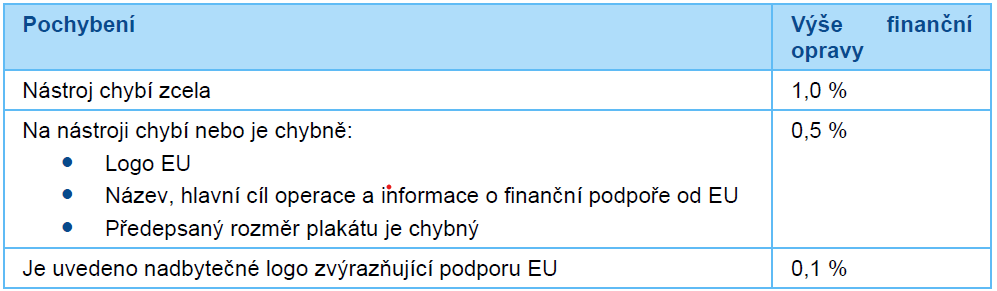 Pochybení
Výše finanční
opravy
Nástroj chybí zcela
1,0 %
Na nástroji chybí nebo je chybně:
0,5 %
Logo EU
Název, hlavní cíl operace a informace o finanční podpoře od EU
Předepsaný rozměr plakátu je chybný
Je uvedeno nadbytečné logo zvýrazňující podporu EU
0,1 %